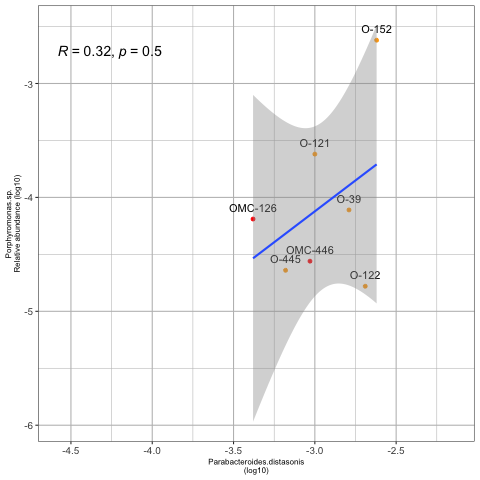 R = 0.32, p = 0.5
O-152
O-121
O-39
OMC-126
OMC-446
O-445
O-122
-3
-4
-5
-6
-4.5
-4.0
-3.5
-3.0
-2.5
Porphyromonas.sp.
Relative abundance (log10)
Parabacteroides.distasonis
(log10)